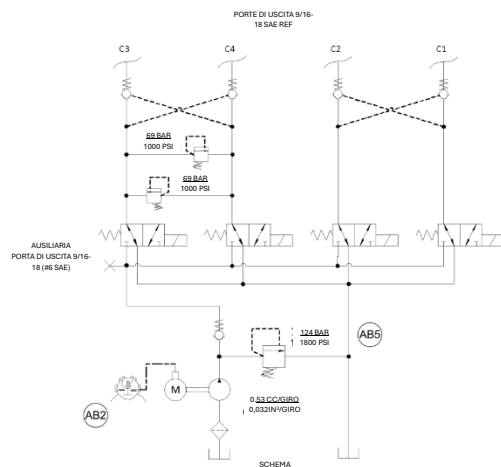 PORTE DI USCITA 9/16-
18 SAE REF
C3
C4
C2
C1
69 BAR
1000 PSI
69 BAR
1000 PSI
AUSILIARIA
PORTA DI USCITA 9/16-
18 (#6 SAE)
124 BAR
1800 PSI
AB5
M
AB2
0.53 CC/GIRO
0,032IN³/GIRO
SCHEMA